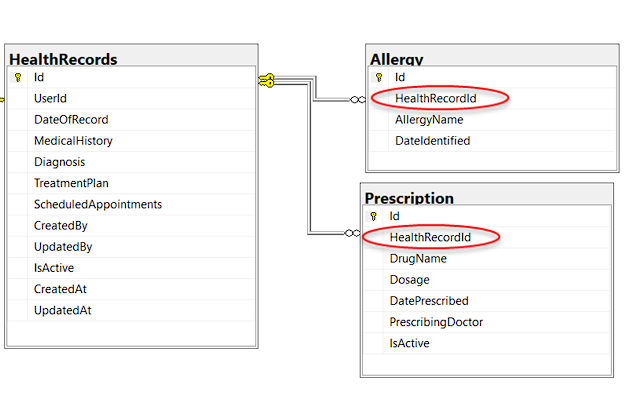 HealthRecords
Id
UserId
DateOfRecord
MedicalHistory
Diagnosis
TreatmentPlan
ScheduledAppointments
CreatedBy
UpdatedBy
IsActive
CreatedAt
UpdatedAt
Allergy
Id
HealthRecordId
AllergyName
DateIdentified
Prescription
Id
HealthRecordId
DrugName
Dosage
DatePrescribed
PrescribingDoctor
IsActive